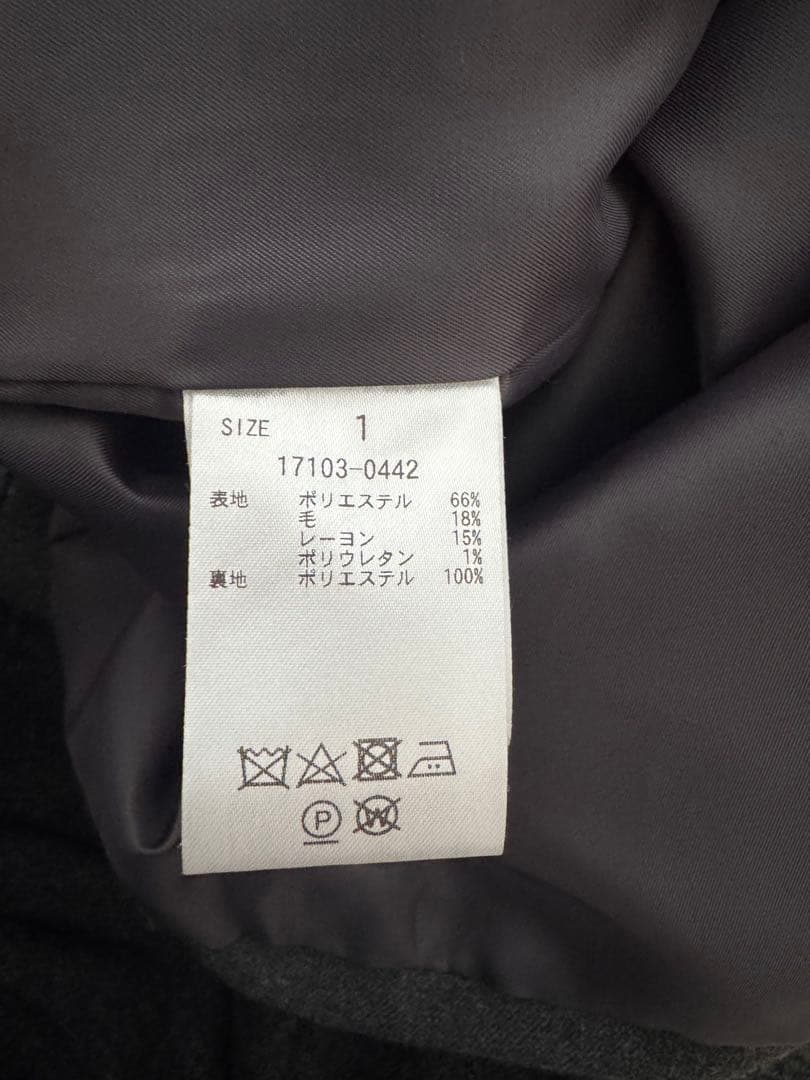 SIZE 1
17103-0442
表地 ポリエステル 66%
毛 18%
レーヨン 15%
ポリウレタン 1%
裏地 ポリエステル 100%
P W